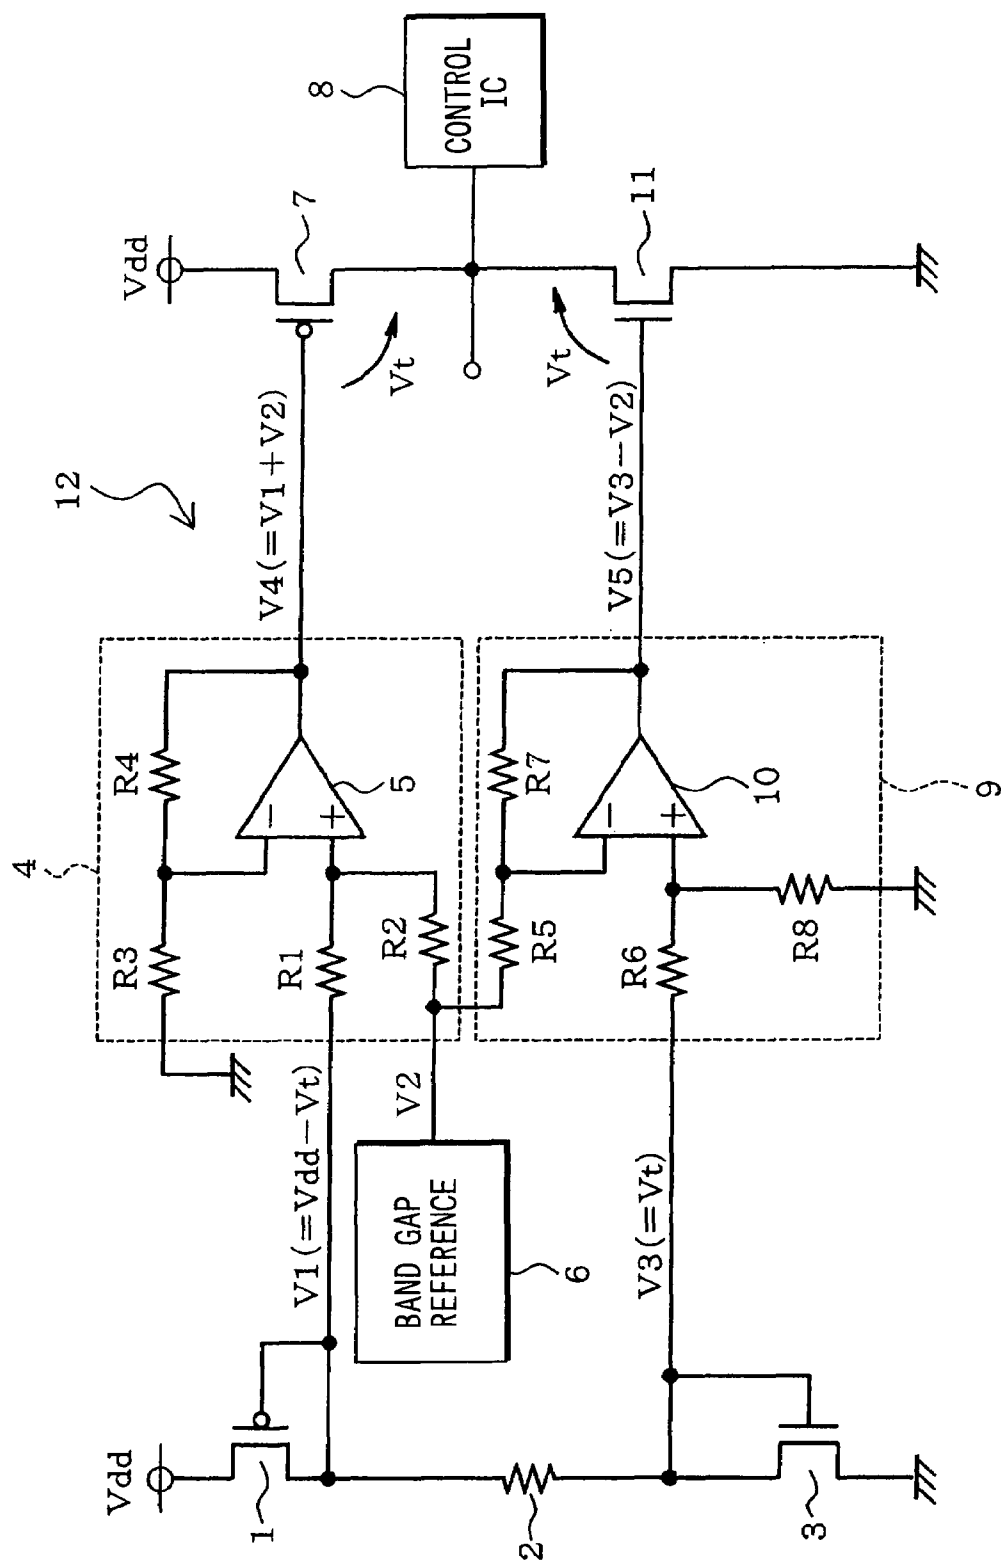 12
Vdd
1
2
3
V1(=Vdd−Vt)
V3(=Vt)
BAND GAP
REFERENCE
6
V2
4
R3
R4
R1
R2
−
+
5
R5
R7
R6
R8
−
+
10
9
V4(=V1+V2)
V5(=V3−V2)
Vdd
7
Vt
Vt
11
8
CONTROL
IC